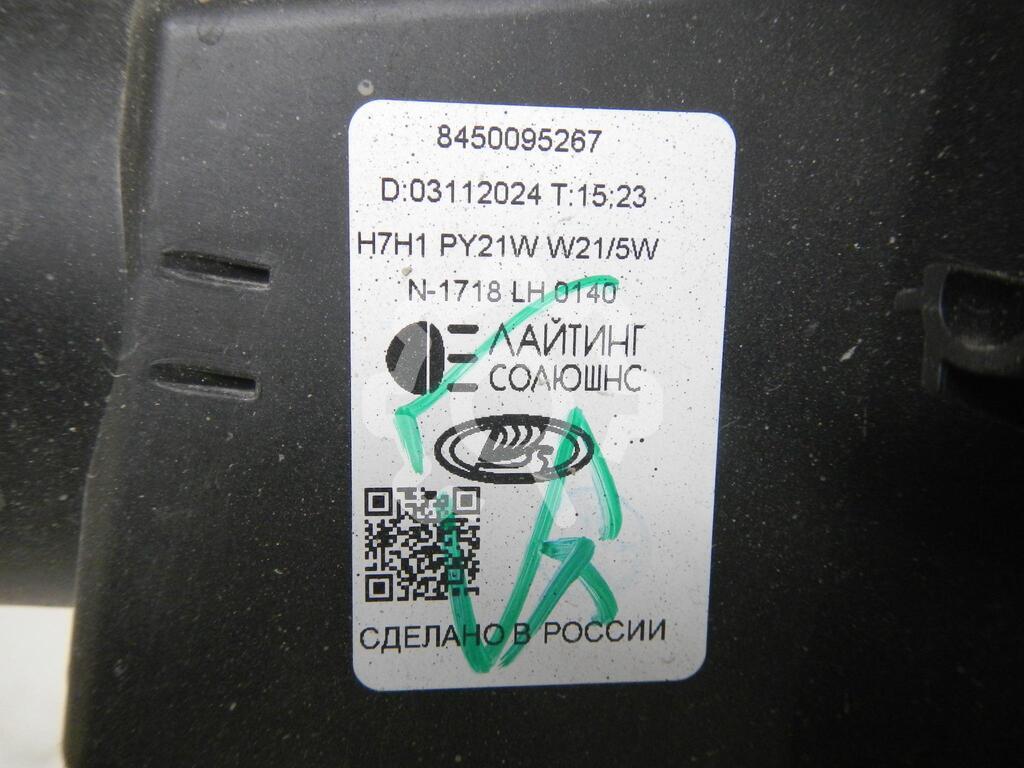 8450095267
D:03112024 T:15:23
H7H1 PY21W W21/5W
N-1718 LH 0140
ЛАЙТИНГ
СОЛЮШНС
СДЕЛАНО В РОССИИ